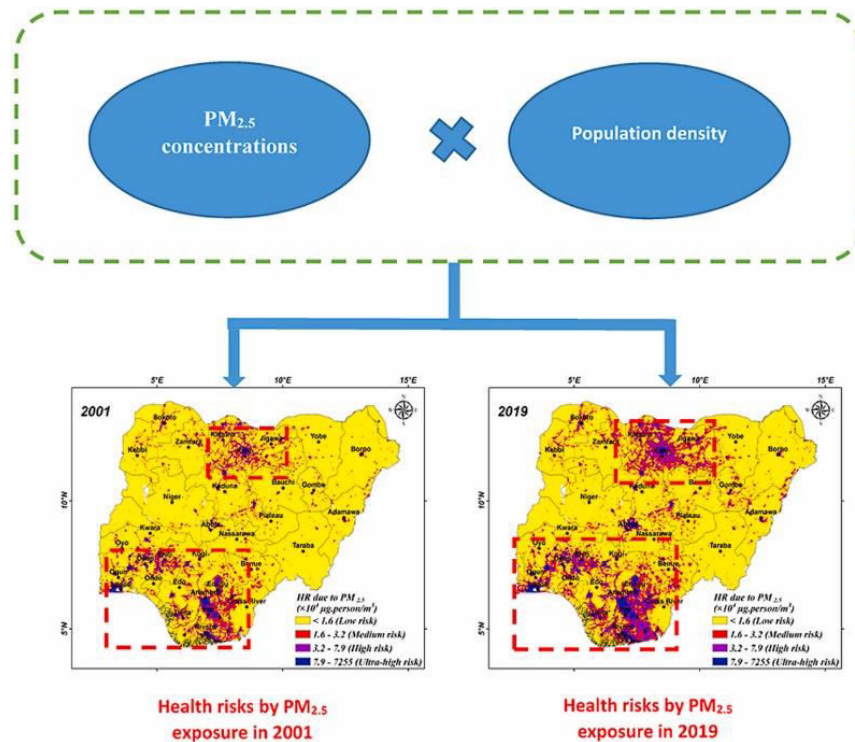 PM2.5
concentrations
Population density
5°E 10°E 15°E
2001
10°N
5°N
Sokoto
Zamfara
Kebbi
Katsina
Jigawa
Yobe
Borno
Kaduna
Bauchi
Gombe
Niger
Adamawa
Plateau
Kwara
Nassarawa
Taraba
Oyo
Kogi
Benue
Ondo
Edo
HR due to PM 2.5
(×10⁴ µg.person/m³)
< 1.6 (Low risk)
1.6 - 3.2 (Medium risk)
3.2 - 7.9 (High risk)
7.9 - 7255 (Ultra-high risk)
5°E 10°E 15°E
2019
10°N
5°N
Sokoto
Zamfara
Kebbi
Jigawa
Yobe
Borno
Kaduna
Bauchi
Gombe
Niger
Adamawa
Plateau
Kwara
Nassarawa
Taraba
Oyo
Kogi
Benue
Ondo
Edo
HR due to PM 2.5
(×10⁴ µg.person/m³)
< 1.6 (Low risk)
1.6 - 3.2 (Medium risk)
3.2 - 7.9 (High risk)
7.9 - 7255 (Ultra-high risk)
Health risks by PM2.5
exposure in 2001
Health risks by PM2.5
exposure in 2019